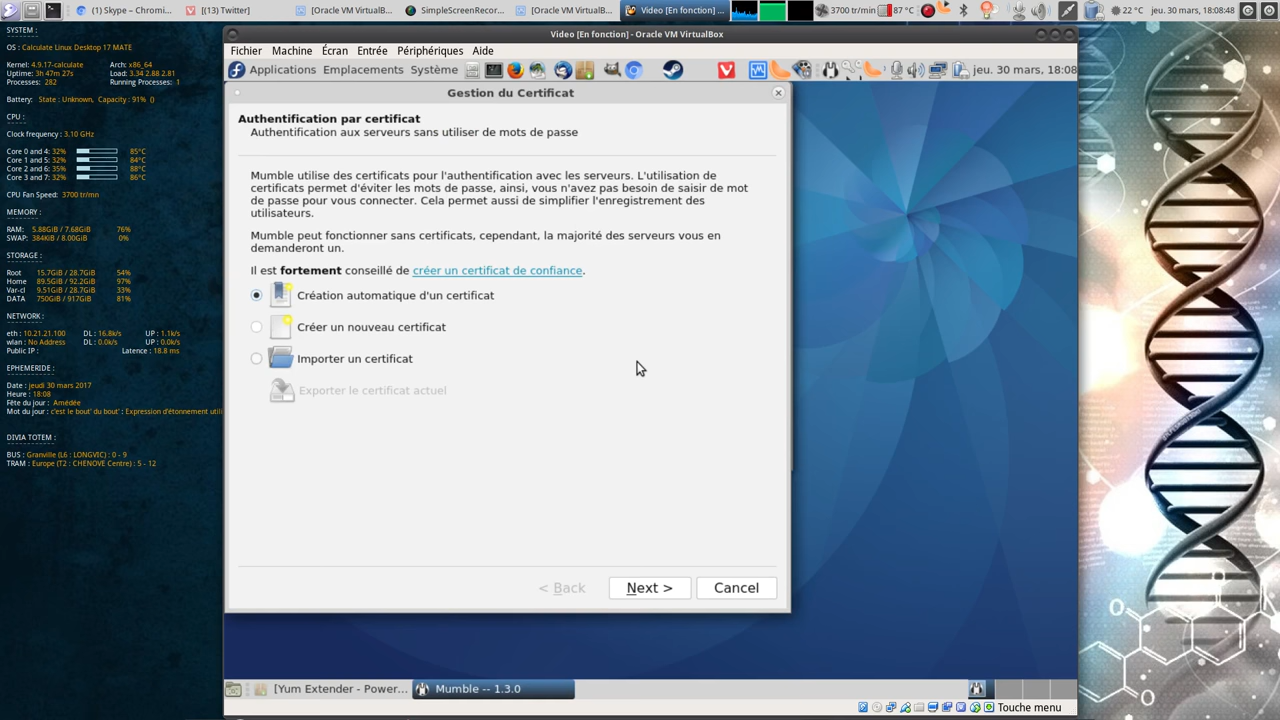 (1) Skype – Chromi...
[(13) Twitter]
[Oracle VM VirtualB...
SimpleScreenRecor...
[Oracle VM VirtualB...
Video [En fonction] ...
3700 tr/min
87 °C
22 °C
jeu. 30 mars, 18:08:48
SYSTEM :
OS : Calculate Linux Desktop 17 MATE
Kernel: 4.9.17-calculate Arch: x86_64
Uptime: 3h 47m 27s Load: 3.34 2.88 2.81
Processes: 282 Running Processes: 1
Battery: State : Unknown, Capacity : 91% ()
CPU :
Clock frequency : 3.10 GHz
Core 0 and 4: 32% 85°C
Core 1 and 5: 32% 84°C
Core 2 and 6: 35% 88°C
Core 3 and 7: 32% 86°C
CPU Fan Speed: 3700 tr/mn
MEMORY :
RAM: 5.88GiB / 7.68GiB 76%
SWAP: 384KiB / 8.00GiB 0%
STORAGE :
Root 15.7GiB / 28.7GiB 54%
Home 89.5GiB / 92.2GiB 97%
Var-cl 9.51GiB / 28.7GiB 33%
DATA 750GiB / 917GiB 81%
NETWORK :
eth : 10.21.21.100 DL : 16.8k/s UP : 1.1k/s
wlan : No Address DL : 0.0k/s UP : 0.0k/s
Public IP : Latence : 18.8 ms
EPHEMERIDE :
Date : jeudi 30 mars 2017
Heure : 18:08
Fête du jour : Amédée
Mot du jour : c'est le bout' du bout' : Expression d'étonnement utili
DIVIA TOTEM :
BUS : Granville (L6 : LONGVIC) : 0 - 9
TRAM : Europe (T2 : CHENOVE Centre) : 5 - 12
Video [En fonction] - Oracle VM VirtualBox
Fichier Machine Écran Entrée Périphériques Aide
Applications Emplacements Système
jeu. 30 mars, 18:08
Gestion du Certificat
Authentification par certificat
Authentification aux serveurs sans utiliser de mots de passe
Mumble utilise des certificats pour l'authentification avec les serveurs. L'utilisation de
certificats permet d'éviter les mots de passe, ainsi, vous n'avez pas besoin de saisir de mot
de passe pour vous connecter. Cela permet aussi de simplifier l'enregistrement des
utilisateurs.
Mumble peut fonctionner sans certificats, cependant, la majorité des serveurs vous en
demanderont un.
Il est fortement conseillé de créer un certificat de confiance.
Création automatique d'un certificat
Créer un nouveau certificat
Importer un certificat
Exporter le certificat actuel
< Back
Next >
Cancel
[Yum Extender - Power...
Mumble -- 1.3.0
Touche menu